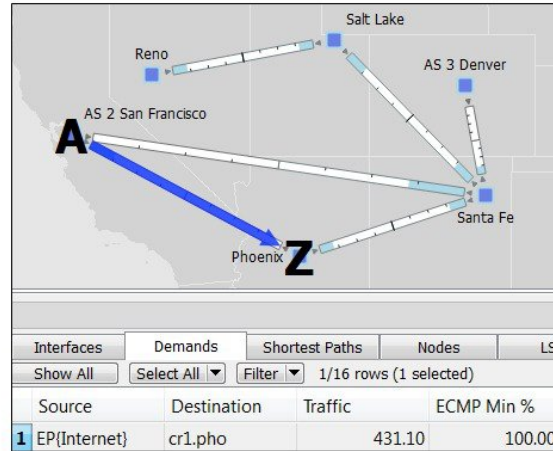 Salt Lake
Reno
AS 3 Denver
AS 2 San Francisco
A
Santa Fe
Phoenix
Z
Interfaces Demands Shortest Paths Nodes LS
Show All Select All Filter 1/16 rows (1 selected)
Source Destination Traffic ECMP Min %
1 EP{Internet} cr1.pho 431.10 100.00